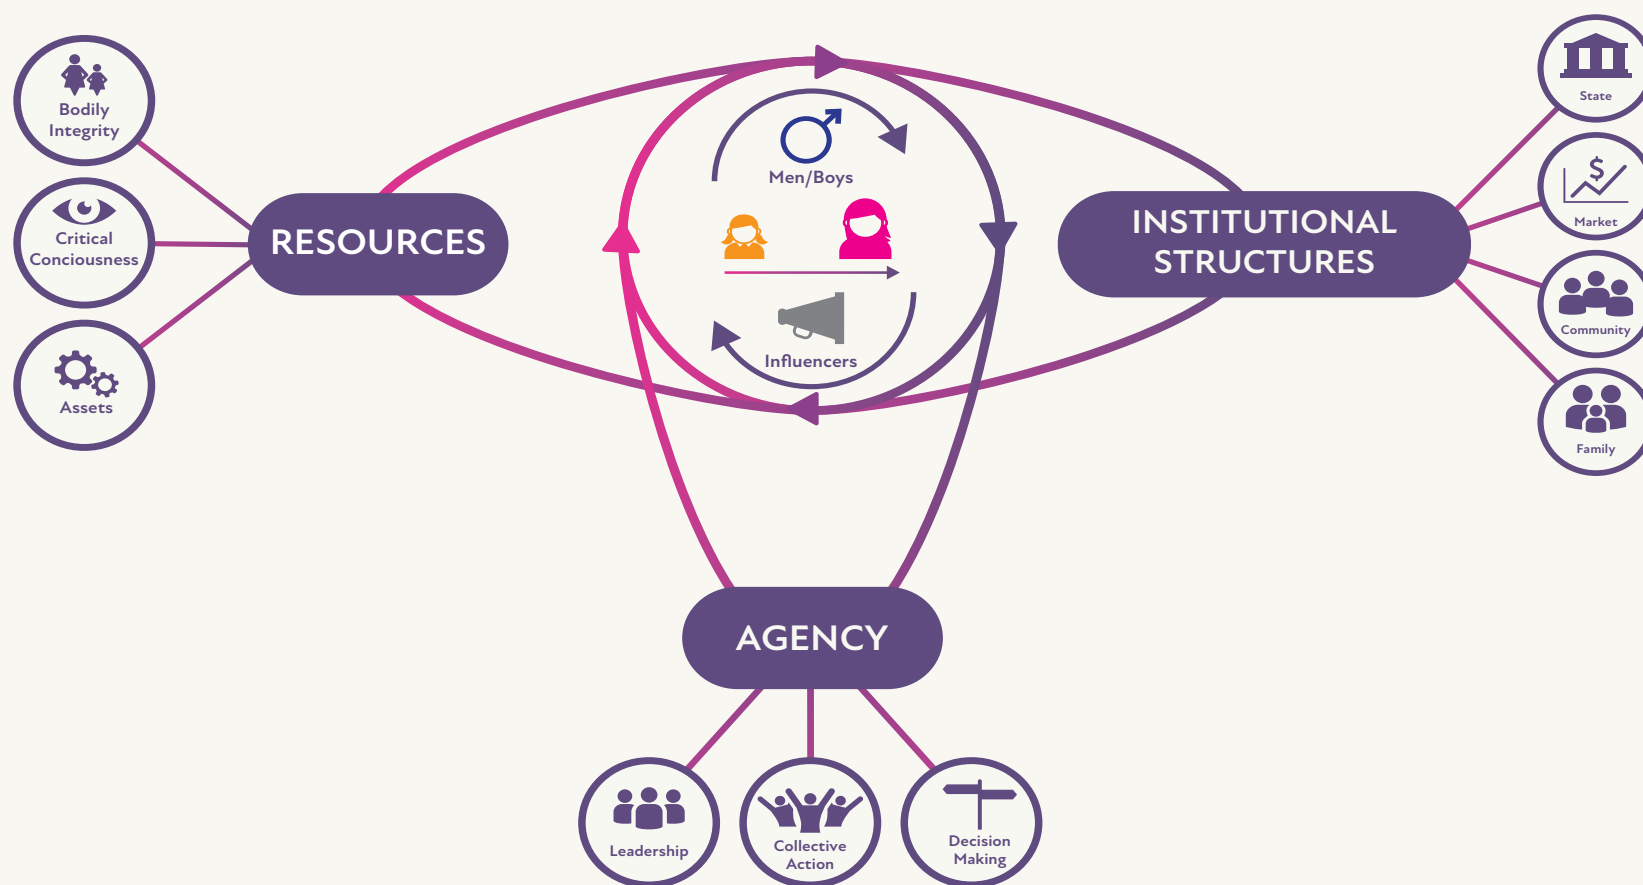 Bodily
Integrity
Critical
Conciousness
Assets
RESOURCES
Men/Boys
Influencers
INSTITUTIONAL
STRUCTURES
State
$
Market
Community
Family
AGENCY
Leadership
Collective
Action
Decision
Making